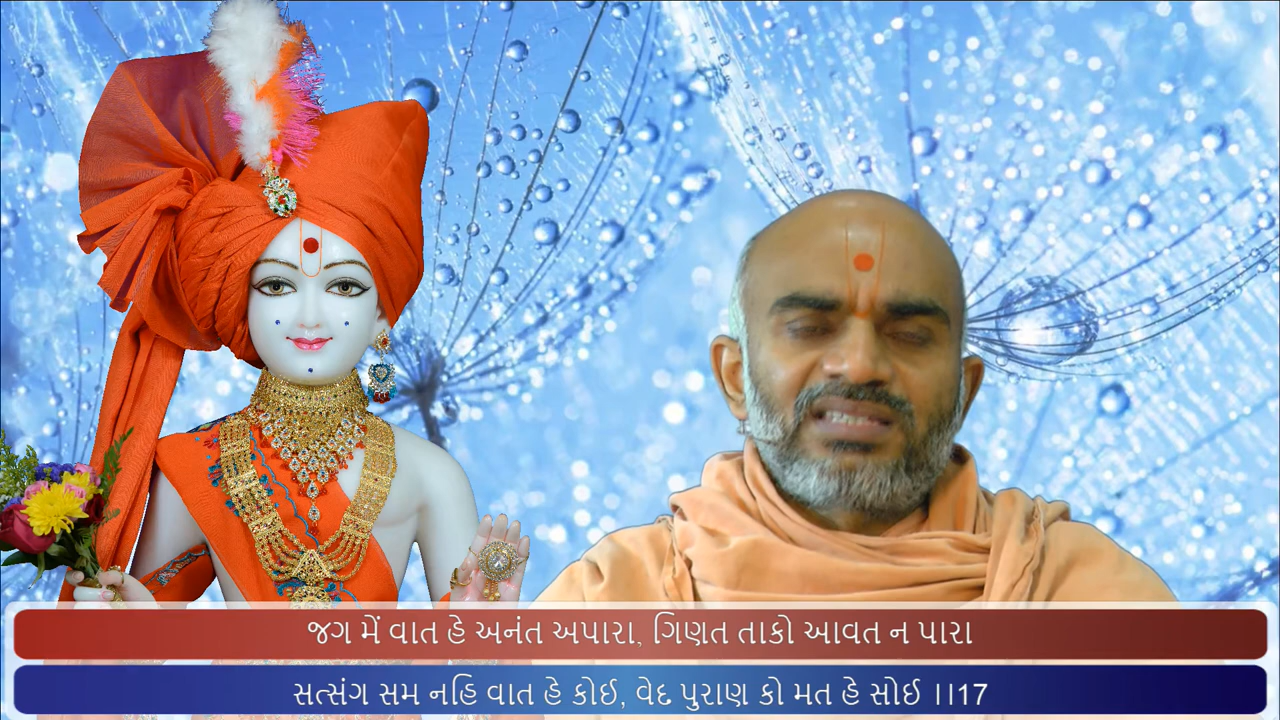 જગ મેં વાત હે અનંત અપારા, ગિણત તાકો આવત ન પારા
સત્સંગ સમ નહિ વાત હે કોઈ, વેદ પુરાણ કો મત હે સોઈ ।।17